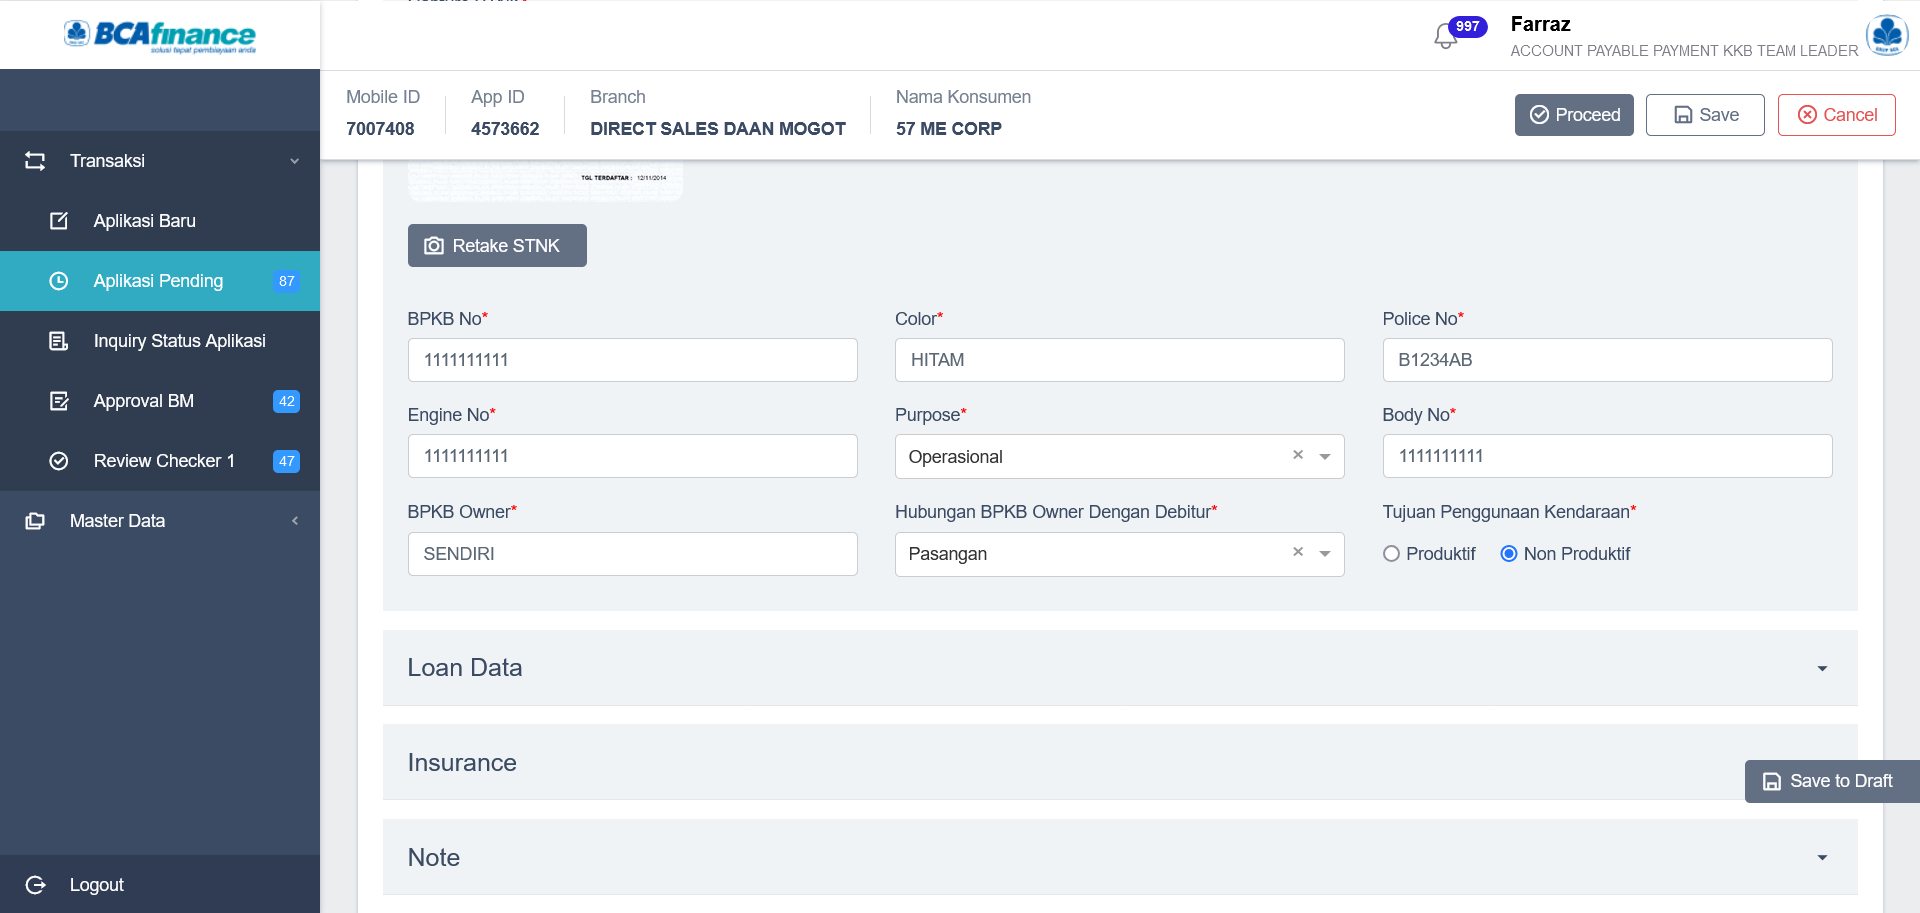 BCAfinance
solusi tepat pembiayaan anda
997
Farraz
ACCOUNT PAYABLE PAYMENT KKB TEAM LEADER
Mobile ID
7007408
App ID
4573662
Branch
DIRECT SALES DAAN MOGOT
Nama Konsumen
57 ME CORP
Proceed
Save
Cancel
Transaksi
Aplikasi Baru
Aplikasi Pending 87
Inquiry Status Aplikasi
Approval BM 42
Review Checker 1 47
Master Data
Logout
TGL TERDAFTAR : 12/11/2014
Retake STNK
BPKB No*
1111111111
Color*
HITAM
Police No*
B1234AB
Engine No*
1111111111
Purpose*
Operasional
Body No*
1111111111
BPKB Owner*
SENDIRI
Hubungan BPKB Owner Dengan Debitur*
Pasangan
Tujuan Penggunaan Kendaraan*
Produktif
Non Produktif
Loan Data
Insurance
Save to Draft
Note